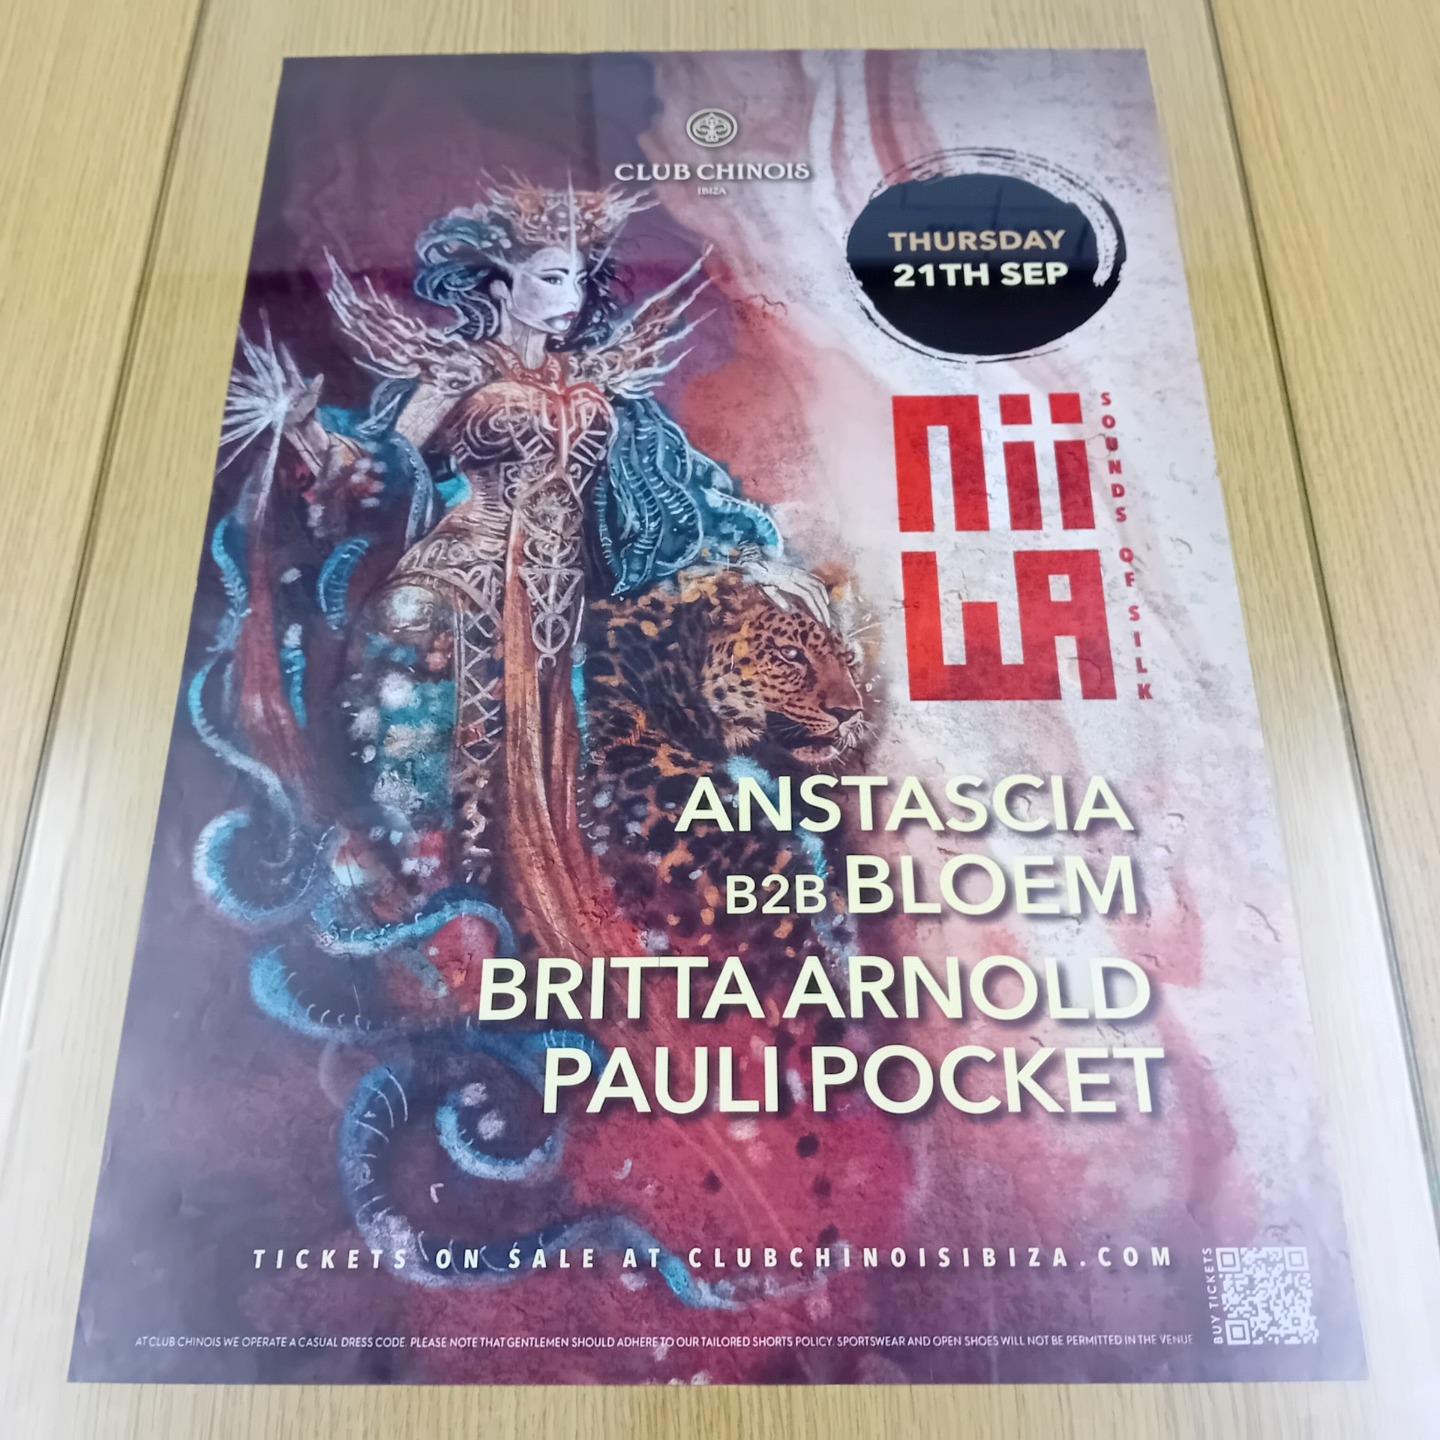 CLUB CHINOIS
IBIZA
THURSDAY
21TH SEP
NiiLA
SOUNDS OF SILK
ANSTASCIA
B2B BLOEM
BRITTA ARNOLD
PAULI POCKET
TICKETS ON SALE AT CLUBCHINOISIBIZA.COM
BUY TICKETS
AT CLUB CHINOIS WE OPERATE A CASUAL DRESS CODE. PLEASE NOTE THAT GENTLEMEN SHOULD ADHERE TO OUR TAILORED SHORTS POLICY. SPORTSWEAR AND OPEN SHOES WILL NOT BE PERMITTED IN THE VENUE